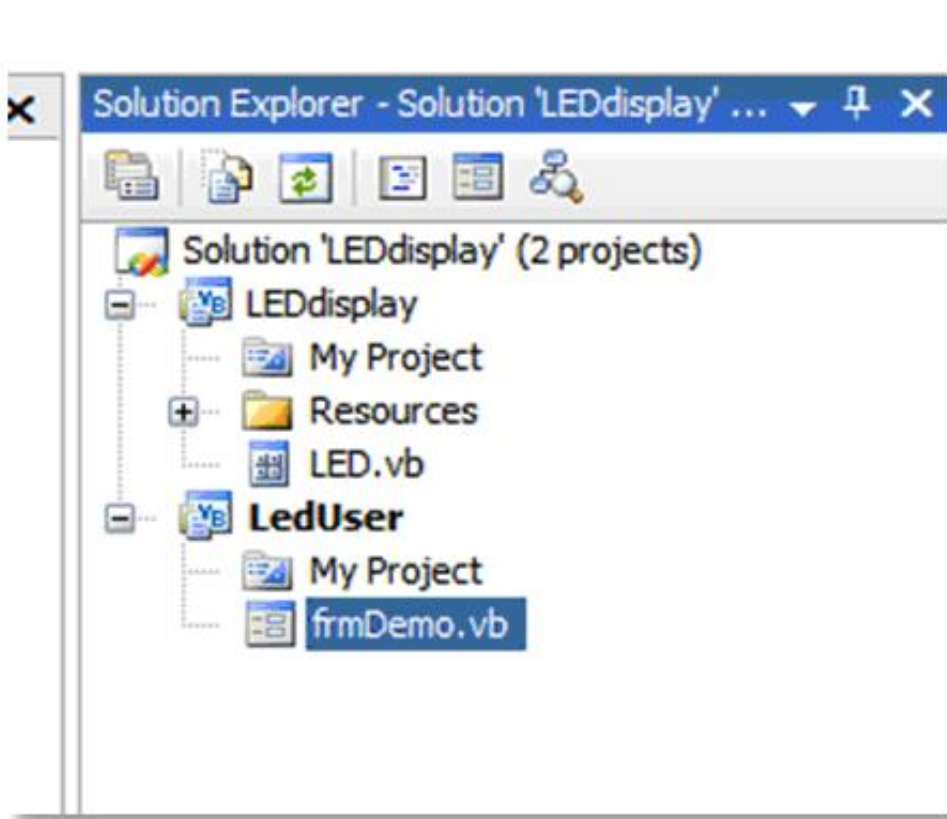 Solution Explorer - Solution 'LEDdisplay' ...
Solution 'LEDdisplay' (2 projects)
LEDdisplay
My Project
Resources
LED.vb
LedUser
My Project
frmDemo.vb